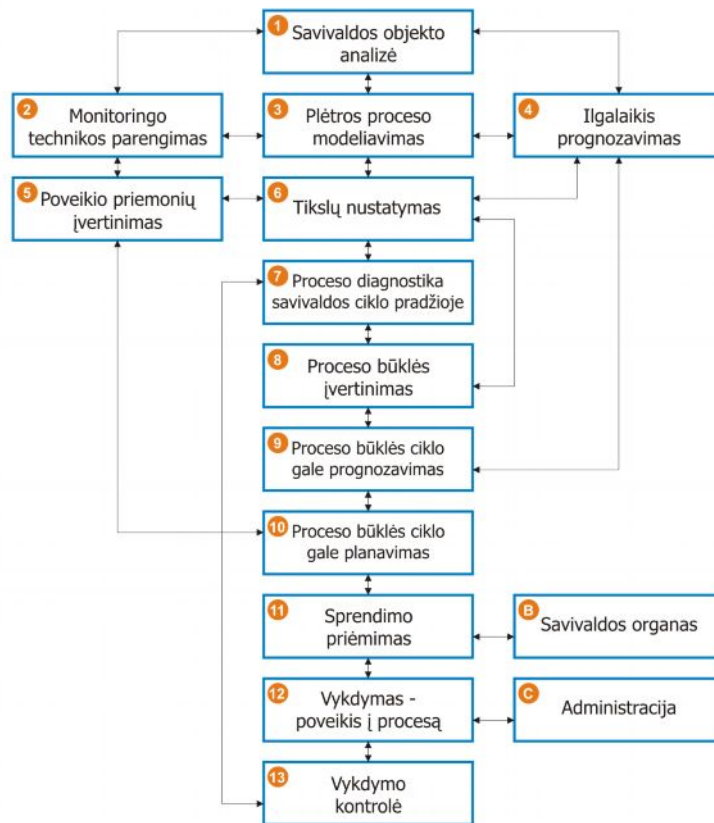 1
Savivaldos objekto
analizė
2
Monitoringo
technikos parengimas
3
Plėtros proceso
modeliavimas
4
Ilgalaikis
prognozavimas
5
Poveikio priemonių
įvertinimas
6
Tikslų nustatymas
7
Proceso diagnostika
savivaldos ciklo pradžioje
8
Proceso būklės
įvertinimas
9
Proceso būklės ciklo
gale prognozavimas
10
Proceso būklės ciklo
gale planavimas
11
Sprendimo
priėmimas
B
Savivaldos organas
12
Vykdymas -
poveikis į procesą
C
Administracija
13
Vykdymo
kontrolė